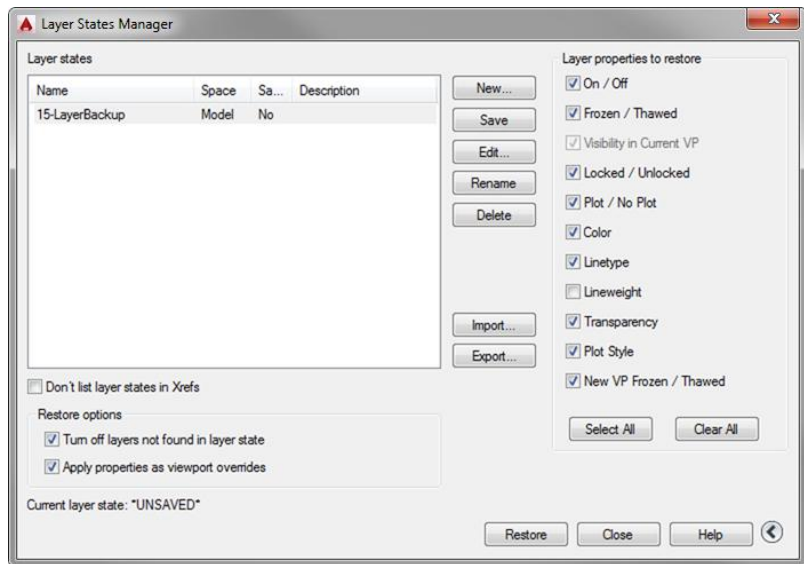 Layer States Manager
Layer states
Name Space Sa... Description
15-LayerBackup Model No
New...
Save
Edit...
Rename
Delete
Import...
Export...
Don't list layer states in Xrefs
Restore options
Turn off layers not found in layer state
Apply properties as viewport overrides
Current layer state: "UNSAVED"
Layer properties to restore
On / Off
Frozen / Thawed
Visibility in Current VP
Locked / Unlocked
Plot / No Plot
Color
Linetype
Lineweight
Transparency
Plot Style
New VP Frozen / Thawed
Select All Clear All
Restore Close Help